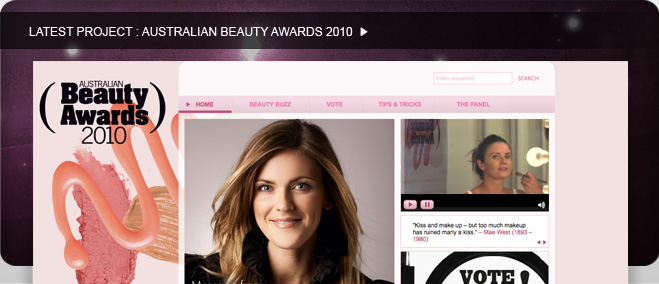 LATEST PROJECT : AUSTRALIAN BEAUTY AWARDS 2010
AUSTRALIAN
(Beauty
Awards)
2010
Enter Keyword
SEARCH
HOME
BEAUTY BUZZ
VOTE
TIPS & TRICKS
THE PANEL
"Kiss and make up – but too much makeup
has ruined many a kiss." – Mae West (1893 –
1980)
VOTE